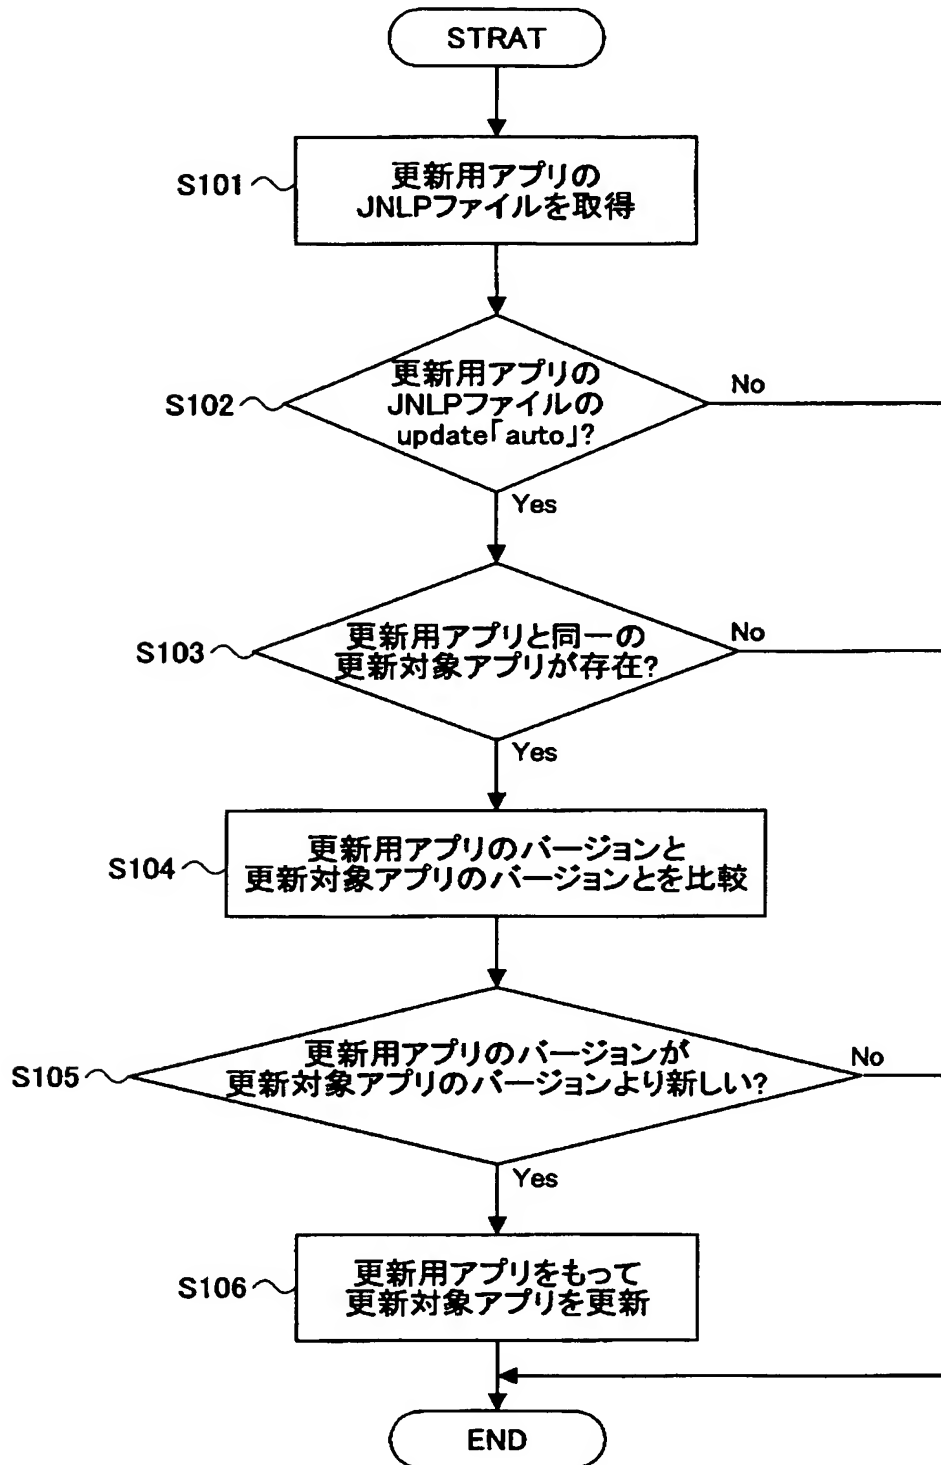 STRAT
S101
更新用アプリの
JNLPファイルを取得
S102
更新用アプリの
JNLPファイルの
update「auto」?
No
Yes
S103
更新用アプリと同一の
更新対象アプリが存在?
No
Yes
S104
更新用アプリのバージョンと
更新対象アプリのバージョンとを比較
S105
更新用アプリのバージョンが
更新対象アプリのバージョンより新しい?
No
Yes
S106
更新用アプリをもって
更新対象アプリを更新
END